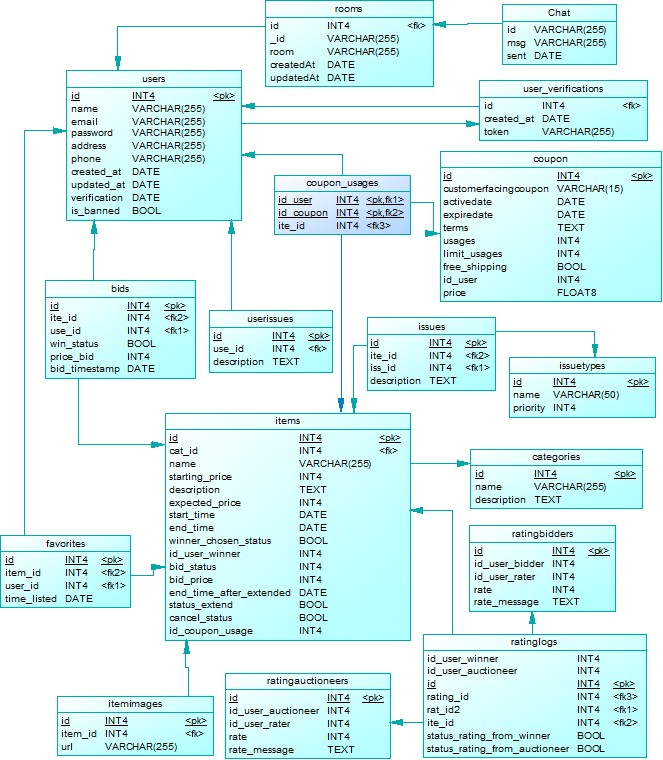 rooms
id INT4 <fk>
_id VARCHAR(255)
room VARCHAR(255)
createdAt DATE
updatedAt DATE
Chat
id VARCHAR(255)
msg VARCHAR(255)
sent DATE
users
id INT4 <pk>
name VARCHAR(255)
email VARCHAR(255)
password VARCHAR(255)
address VARCHAR(255)
phone VARCHAR(255)
created_at DATE
updated_at DATE
verification DATE
is_banned BOOL
user_verifications
id INT4 <fk>
created_at DATE
token VARCHAR(255)
coupon_usages
id_user INT4 <pk,fk1>
id_coupon INT4 <pk,fk2>
ite_id INT4 <fk3>
coupon
id INT4 <pk>
customerfacingcoupon VARCHAR(15)
activedate DATE
expiredate DATE
terms TEXT
usages INT4
limit_usages INT4
free_shipping BOOL
id_user INT4
price FLOAT8
bids
id INT4 <pk>
ite_id INT4 <fk2>
use_id INT4 <fk1>
win_status BOOL
price_bid INT4
bid_timestamp DATE
userissues
id INT4 <pk>
use_id INT4 <fk>
description TEXT
issues
id INT4 <pk>
ite_id INT4 <fk2>
iss_id INT4 <fk1>
description TEXT
issuetypes
id INT4 <pk>
name VARCHAR(50)
priority INT4
items
id INT4 <pk>
cat_id INT4 <fk>
name VARCHAR(255)
starting_price INT4
description TEXT
expected_price INT4
start_time DATE
end_time DATE
winner_chosen_status BOOL
id_user_winner INT4
bid_status INT4
bid_price INT4
end_time_after_extended DATE
status_extend BOOL
cancel_status BOOL
id_coupon_usage INT4
categories
id INT4 <pk>
name VARCHAR(255)
description TEXT
favorites
id INT4 <pk>
item_id INT4 <fk2>
user_id INT4 <fk1>
time_listed DATE
ratingbidders
id INT4 <pk>
id_user_bidder INT4
id_user_rater INT4
rate INT4
rate_message TEXT
ratinglogs
id_user_winner INT4
id_user_auctioneer INT4
id INT4 <pk>
rating_id INT4 <fk3>
rat_id2 INT4 <fk1>
ite_id INT4 <fk2>
status_rating_from_winner BOOL
status_rating_from_auctioneer BOOL
ratingauctioneers
id INT4 <pk>
id_user_auctioneer INT4
id_user_rater INT4
rate INT4
rate_message TEXT
itemimages
id INT4 <pk>
item_id INT4 <fk>
url VARCHAR(255)